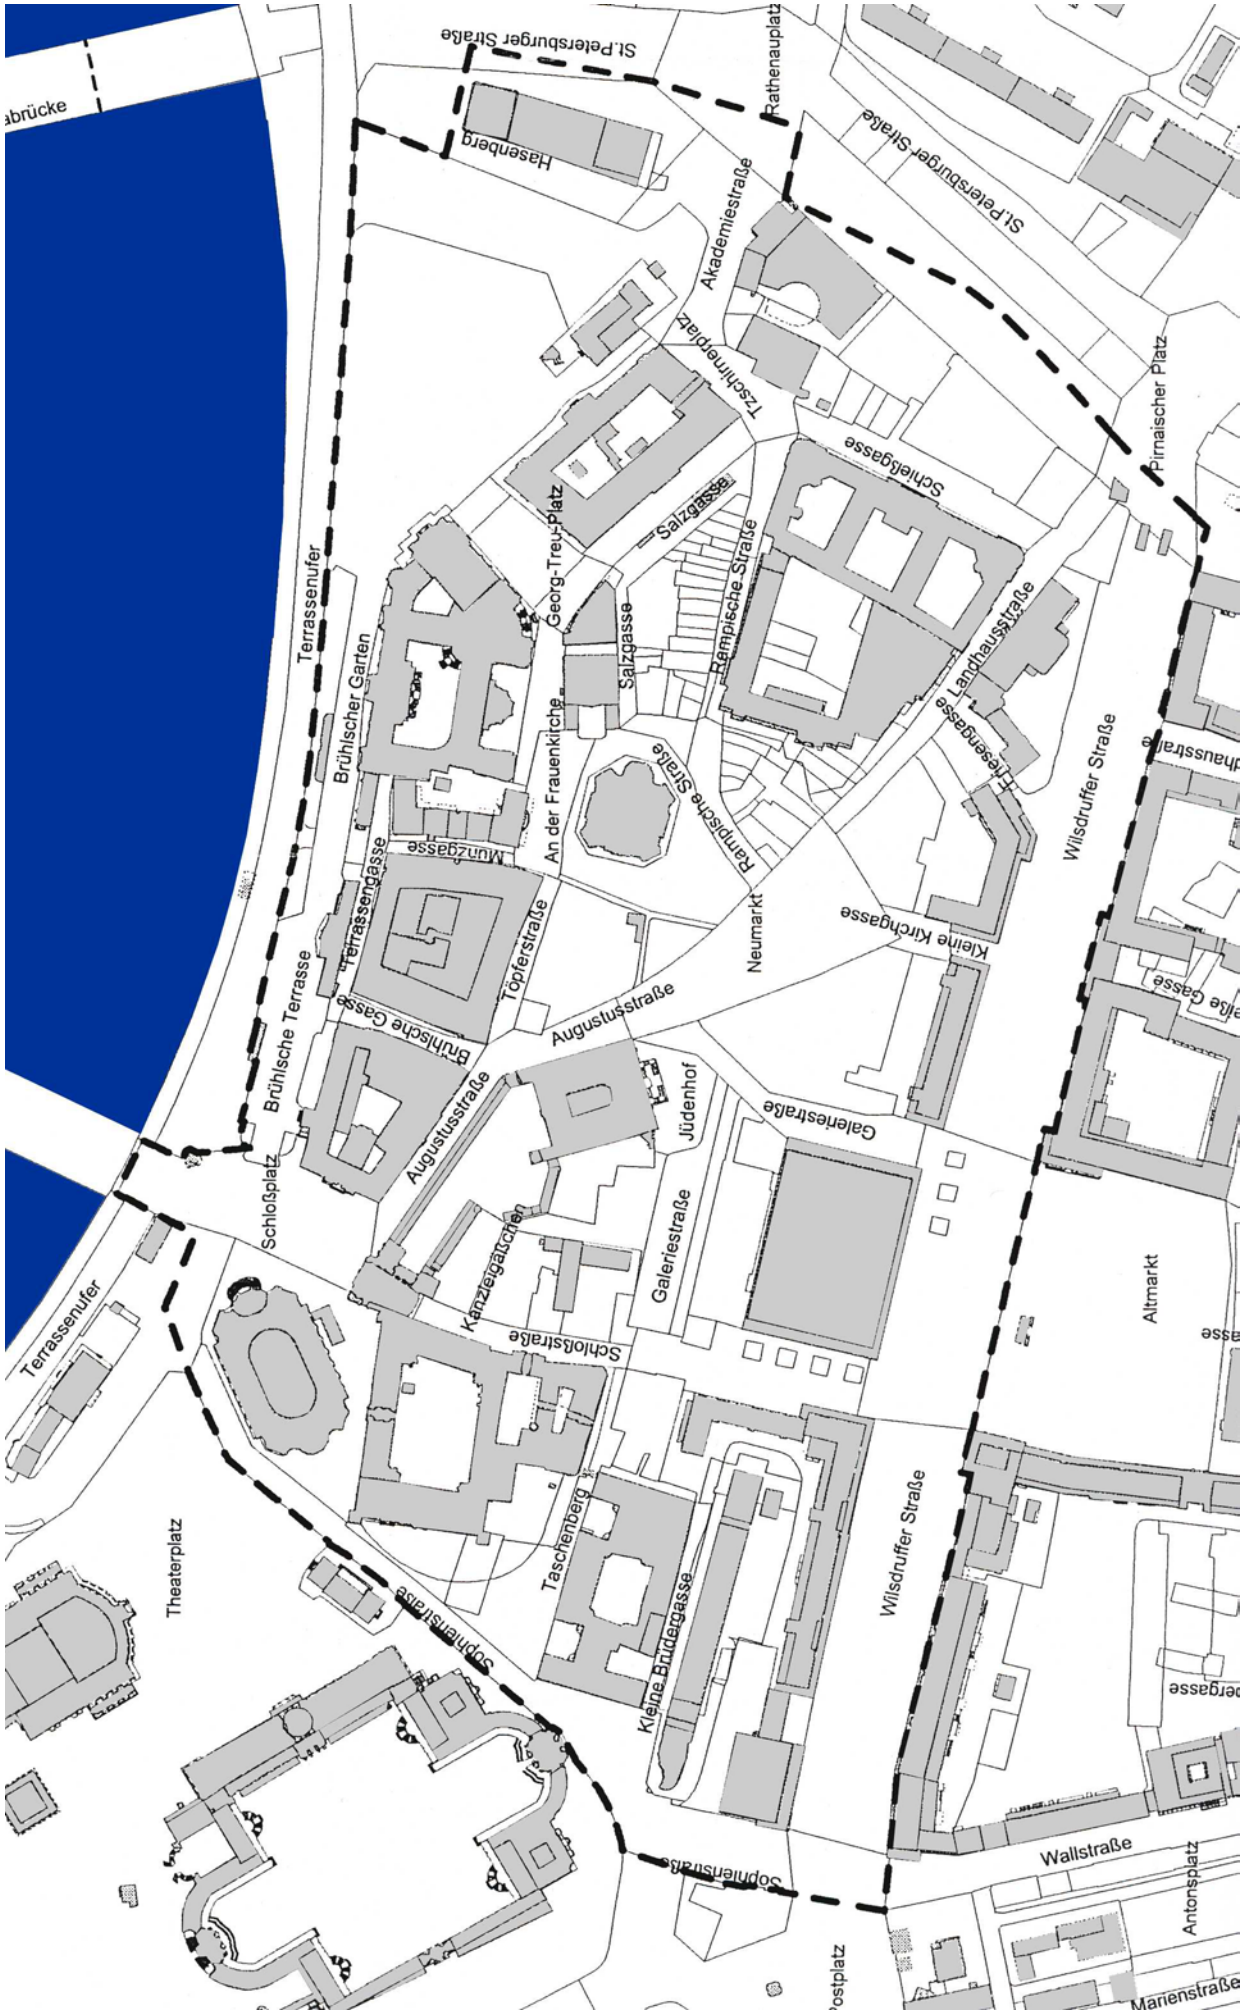 St.Petersburger Straße
Rathenauplatz
abrücke
Hasenberg
St.Petersburger Straße
Akademiestraße
Tzschirnerplatz
Pirnaischer Platz
Schießgasse
Georg-Treu-Platz
Salzgasse
Terrassenufer
Rampische Straße
Salzgasse
Landhausstraße
Brühlscher Garten
An der Frauenkirche
Rampische Straße
Wilsdruffer Straße
dhausstraße
Münzgasse
Terrassengasse
Töpferstraße
Neumarkt
Kleine Kirchgasse
Brühlsche Terrasse
Brühlsche Gasse
Augustusstraße
Augustusstraße
Jüdenhof
Galeriestraße
Schloßplatz
Kanzleigäßchen
Galeriestraße
Altmarkt
Terrassenufer
Schloßstraße
Theaterplatz
Taschenberg
Wilsdruffer Straße
Sophienstraße
Kleine Brüdergasse
bergasse
Wallstraße
Sophienstraße
Antonsplatz
Postplatz
Marienstraße